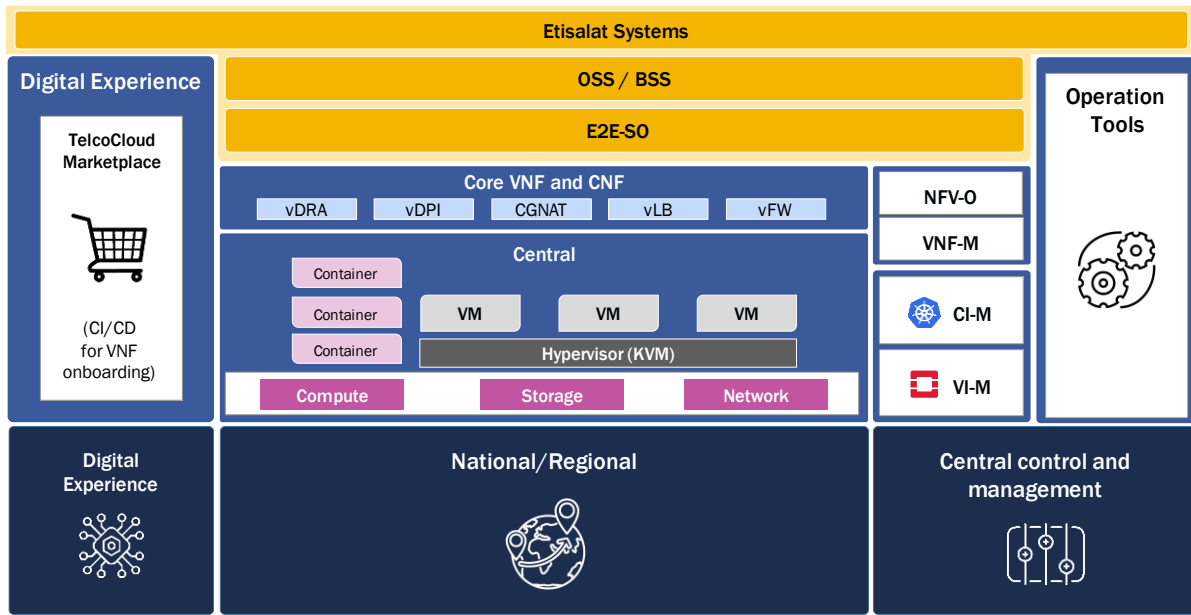 Etisalat Systems
Digital Experience
TelcoCloud
Marketplace
(CI/CD
for VNF
onboarding)
OSS / BSS
E2E-SO
Core VNF and CNF
vDRA
vDPI
CGNAT
vLB
vFW
Central
Container
Container
Container
VM
VM
VM
Hypervisor (KVM)
Compute
Storage
Network
NFV-O
VNF-M
CI-M
VI-M
Operation
Tools
Digital
Experience
National/Regional
Central control and
management